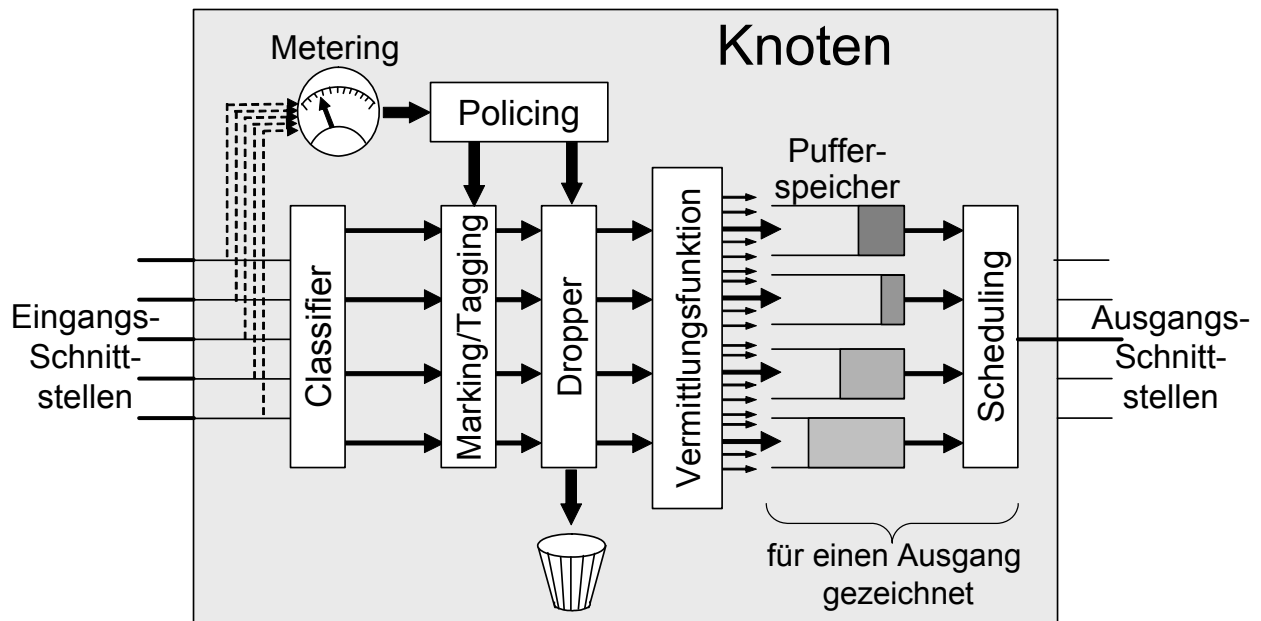 Knoten
Metering
Policing
Puffer-
speicher
Eingangs-
Schnitt-
stellen
Classifier
Marking/Tagging
Dropper
Vermittlungsfunktion
Scheduling
Ausgangs-
Schnitt-
stellen
für einen Ausgang
gezeichnet